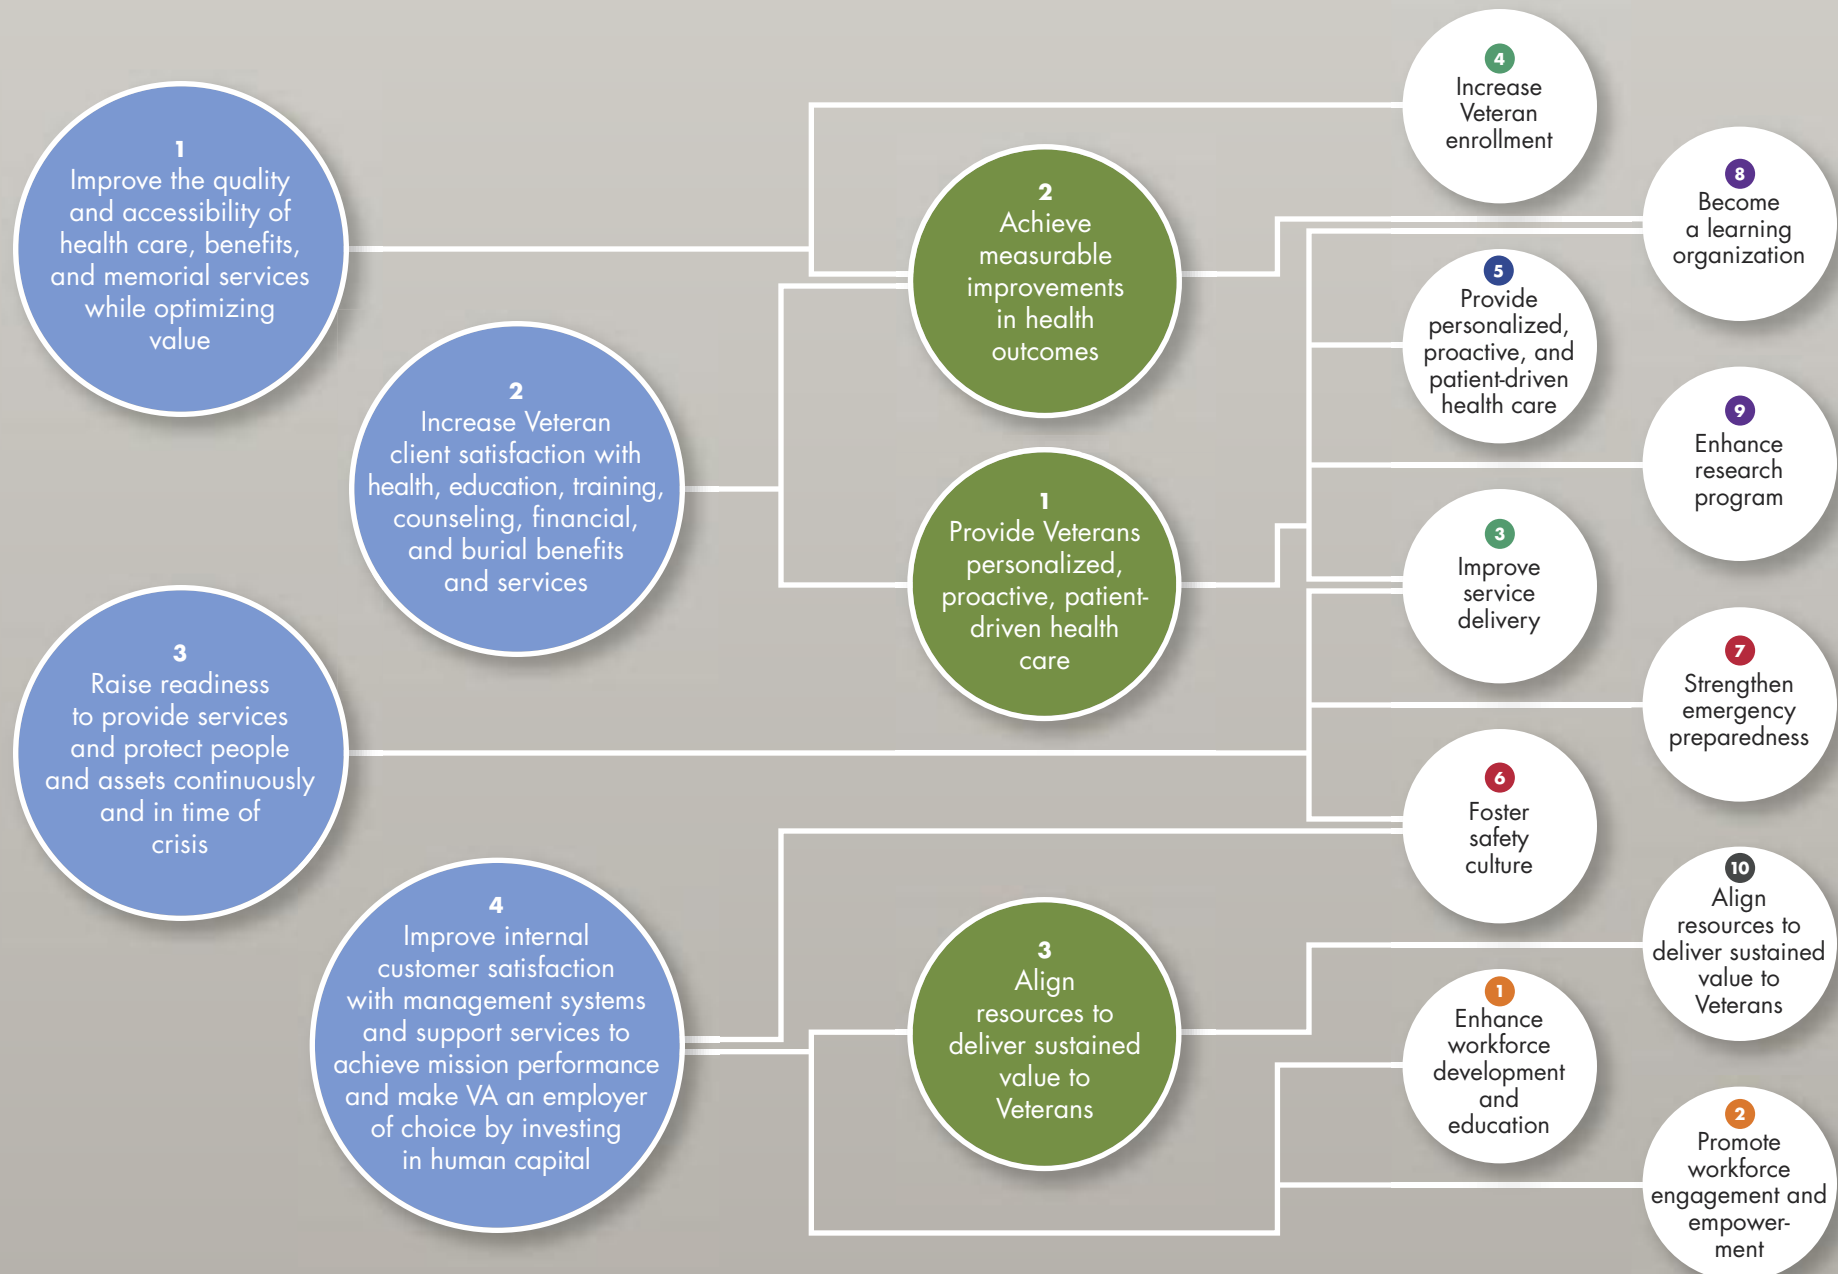 1
Improve the quality
and accessibility of
health care, benefits,
and memorial services
while optimizing
value
2
Increase Veteran
client satisfaction with
health, education, training,
counseling, financial,
and burial benefits
and services
3
Raise readiness
to provide services
and protect people
and assets continuously
and in time of
crisis
4
Improve internal
customer satisfaction
with management systems
and support services to
achieve mission performance
and make VA an employer
of choice by investing
in human capital
2
Achieve
measurable
improvements
in health
outcomes
1
Provide Veterans
personalized,
proactive, patient-
driven health
care
3
Align
resources to
deliver sustained
value to
Veterans
4
Increase
Veteran
enrollment
8
Become
a learning
organization
5
Provide
personalized,
proactive, and
patient-driven
health care
9
Enhance
research
program
3
Improve
service
delivery
7
Strengthen
emergency
preparedness
6
Foster
safety
culture
10
Align
resources to
deliver sustained
value to
Veterans
1
Enhance
workforce
development
and
education
2
Promote
workforce
engagement and
empower-
ment